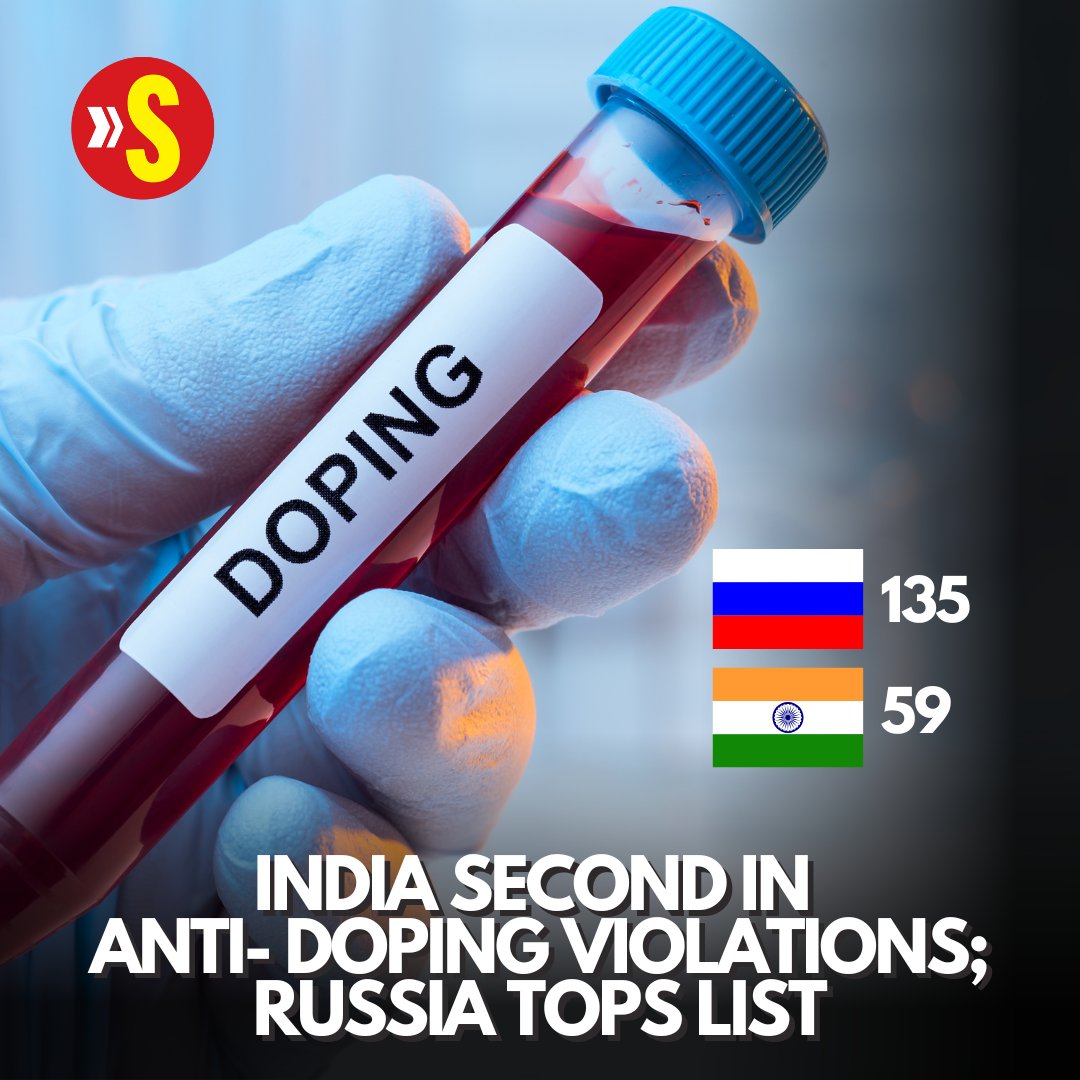 »S
DOPING
135
59
INDIA SECOND IN
ANTI- DOPING VIOLATIONS;
RUSSIA TOPS LIST